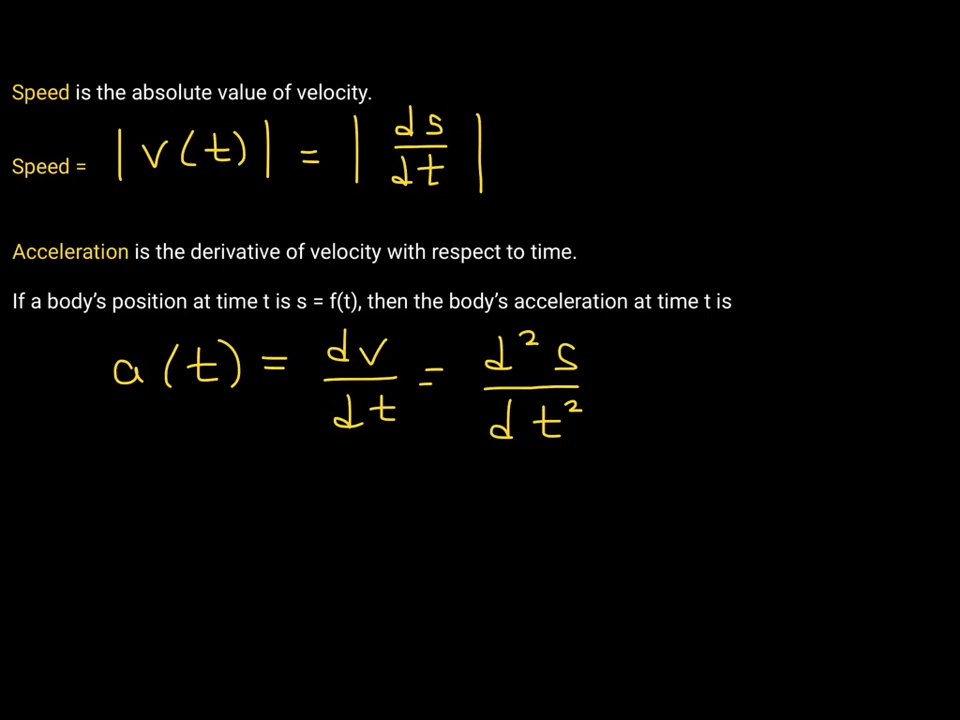 Speed is the absolute value of velocity.
Speed = |v(t)| = |ds/dt|
Acceleration is the derivative of velocity with respect to time.
If a body’s position at time t is s = f(t), then the body’s acceleration at time t is
a(t) = dv/dt = d²s/dt²